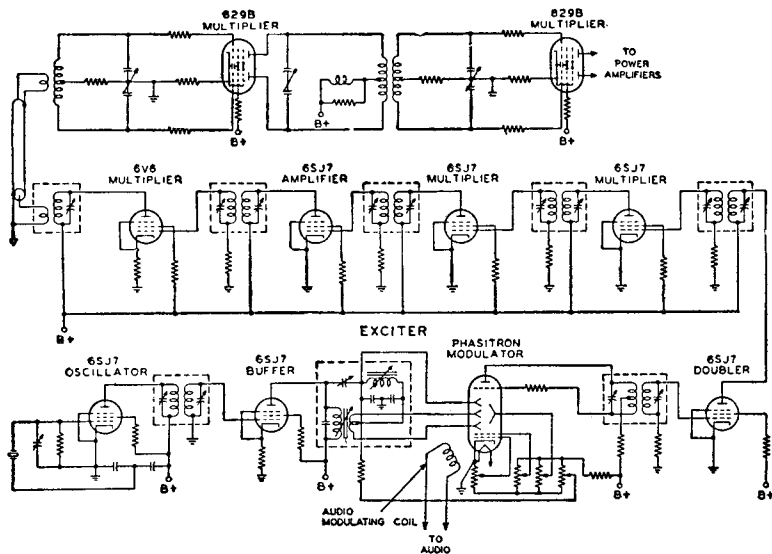 829B
MULTIPLIER
829B
MULTIPLIER
TO
POWER
AMPLIFIERS
B+
B+
B+
6V6
MULTIPLIER
6SJ7
AMPLIFIER
6SJ7
MULTIPLIER
6SJ7
MULTIPLIER
B+
EXCITER
6SJ7
OSCILLATOR
6SJ7
BUFFER
PHASITRON
MODULATOR
6SJ7
DOUBLER
B+
B+
B+
B+
AUDIO
MODULATING COIL
TO
AUDIO